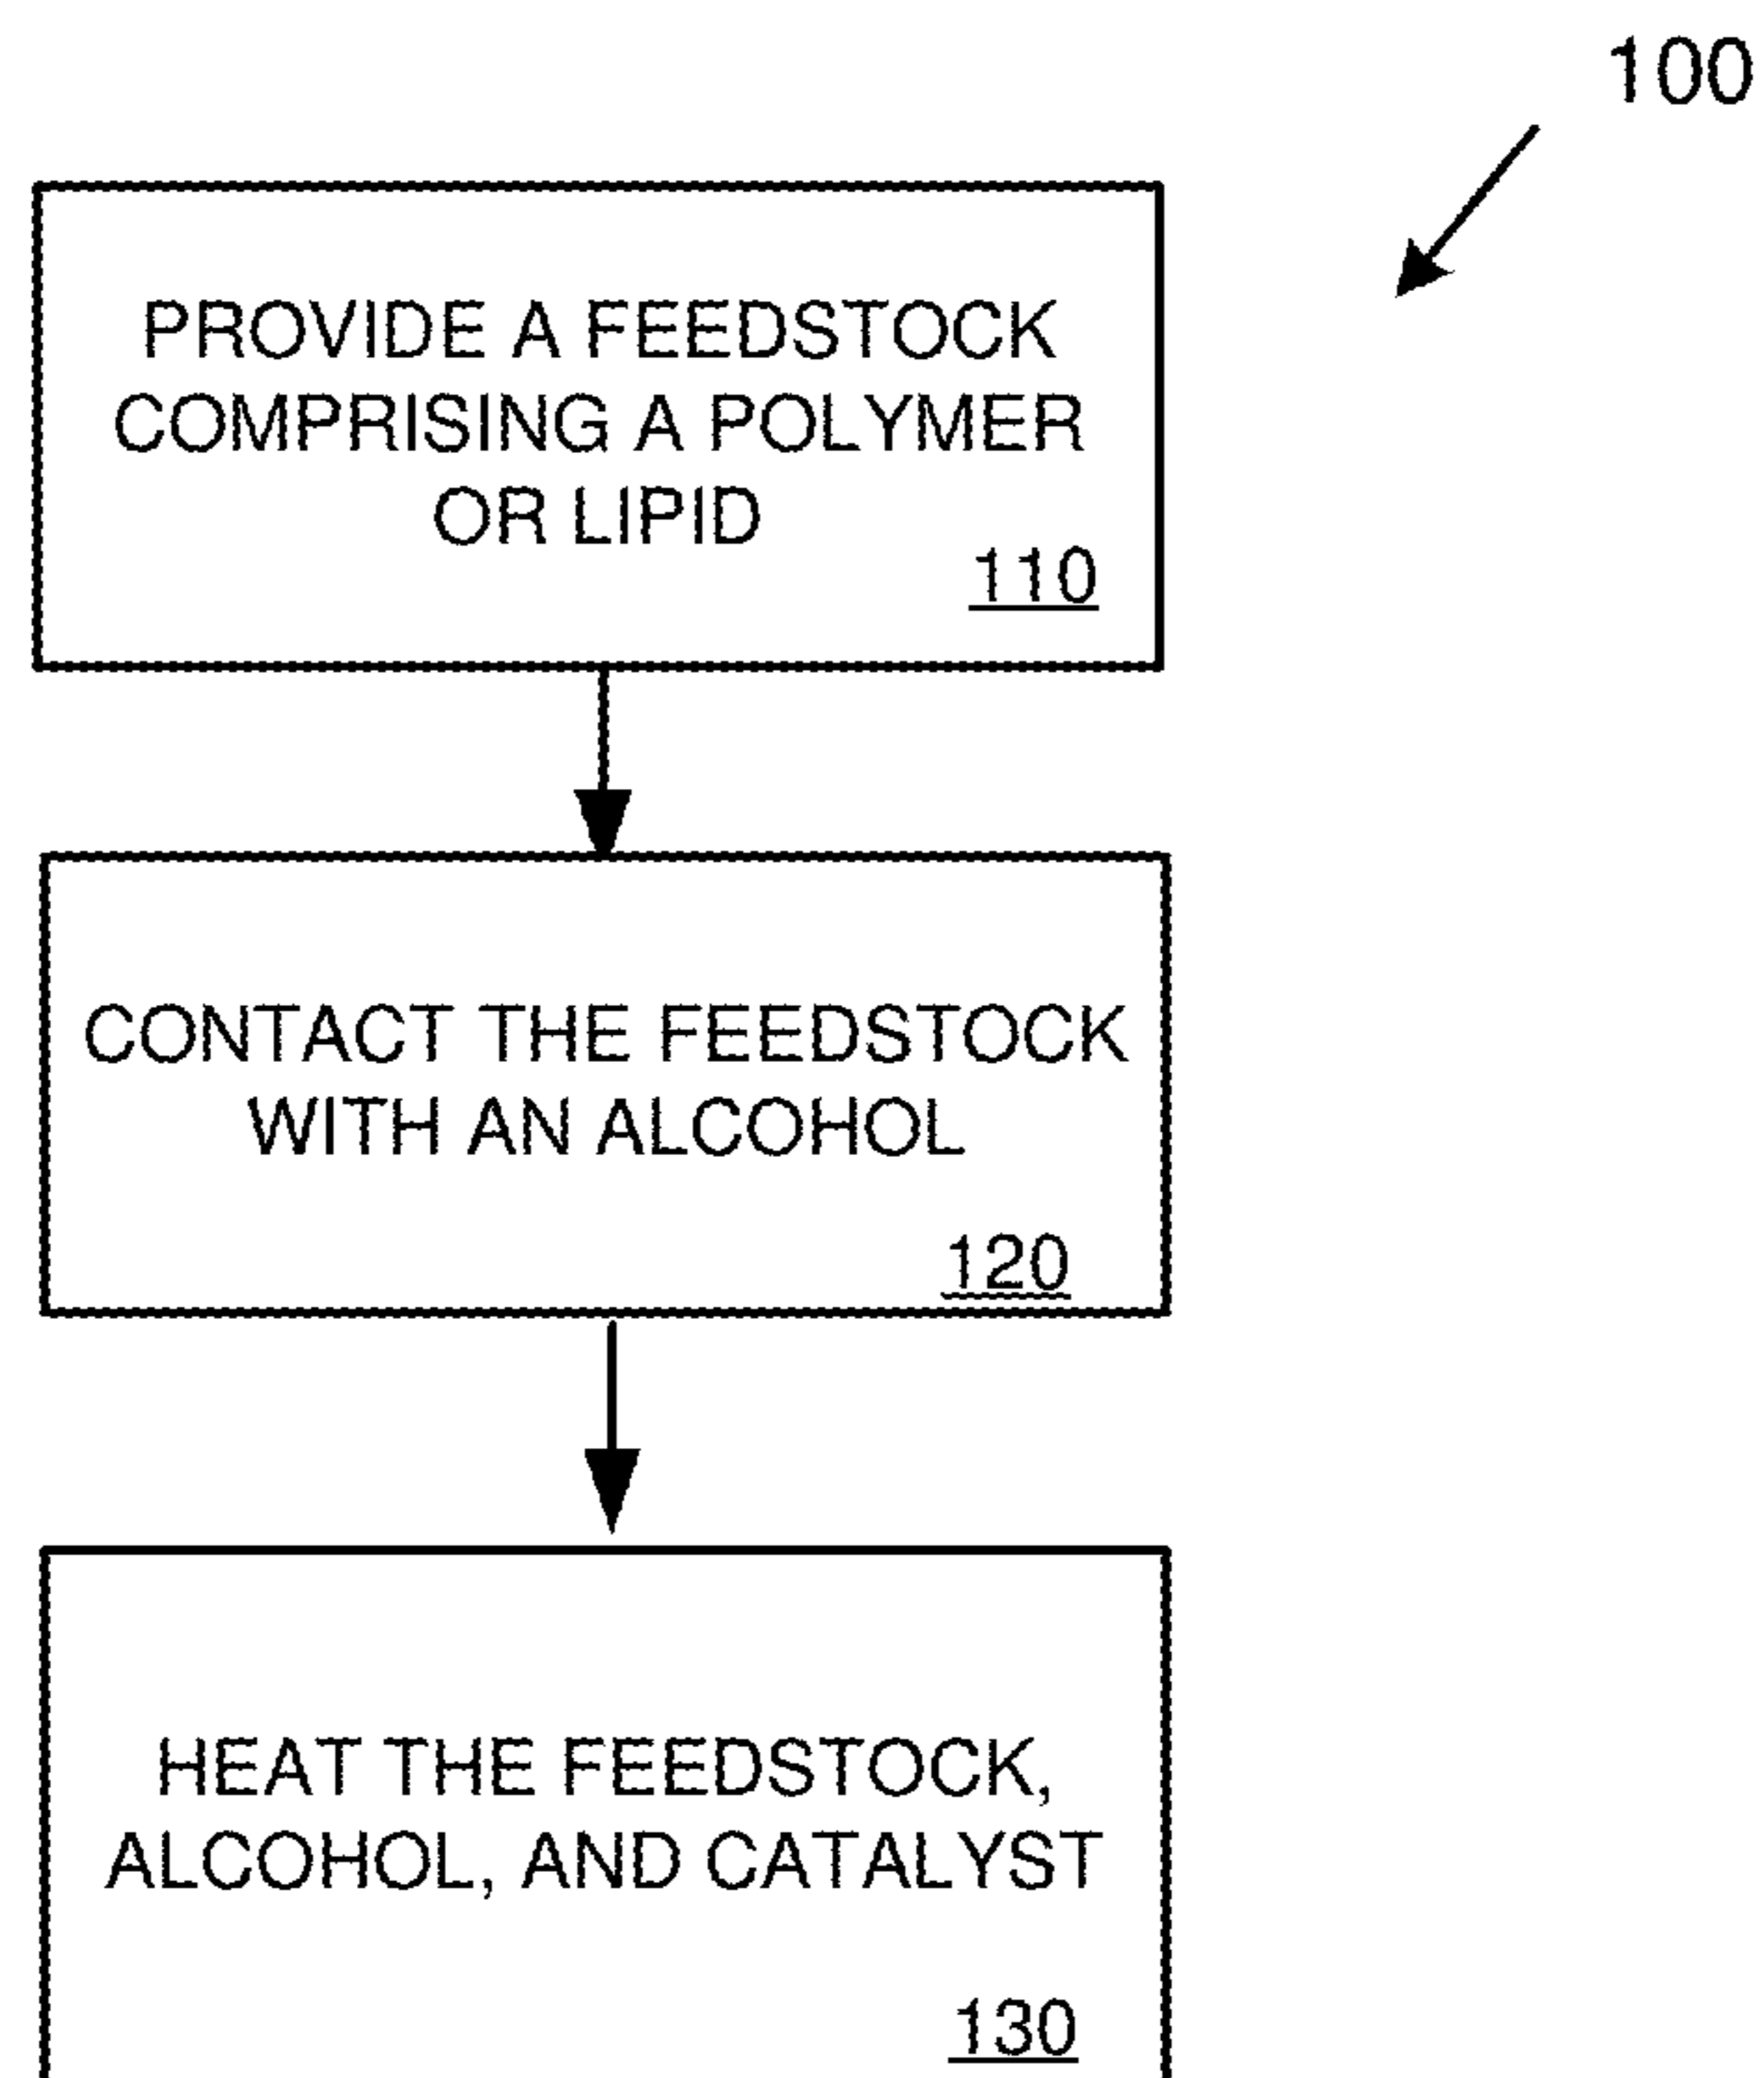 100
PROVIDE A FEEDSTOCK
COMPRISING A POLYMER
OR LIPID
110
CONTACT THE FEEDSTOCK
WITH AN ALCOHOL
120
HEAT THE FEEDSTOCK,
ALCOHOL, AND CATALYST
130